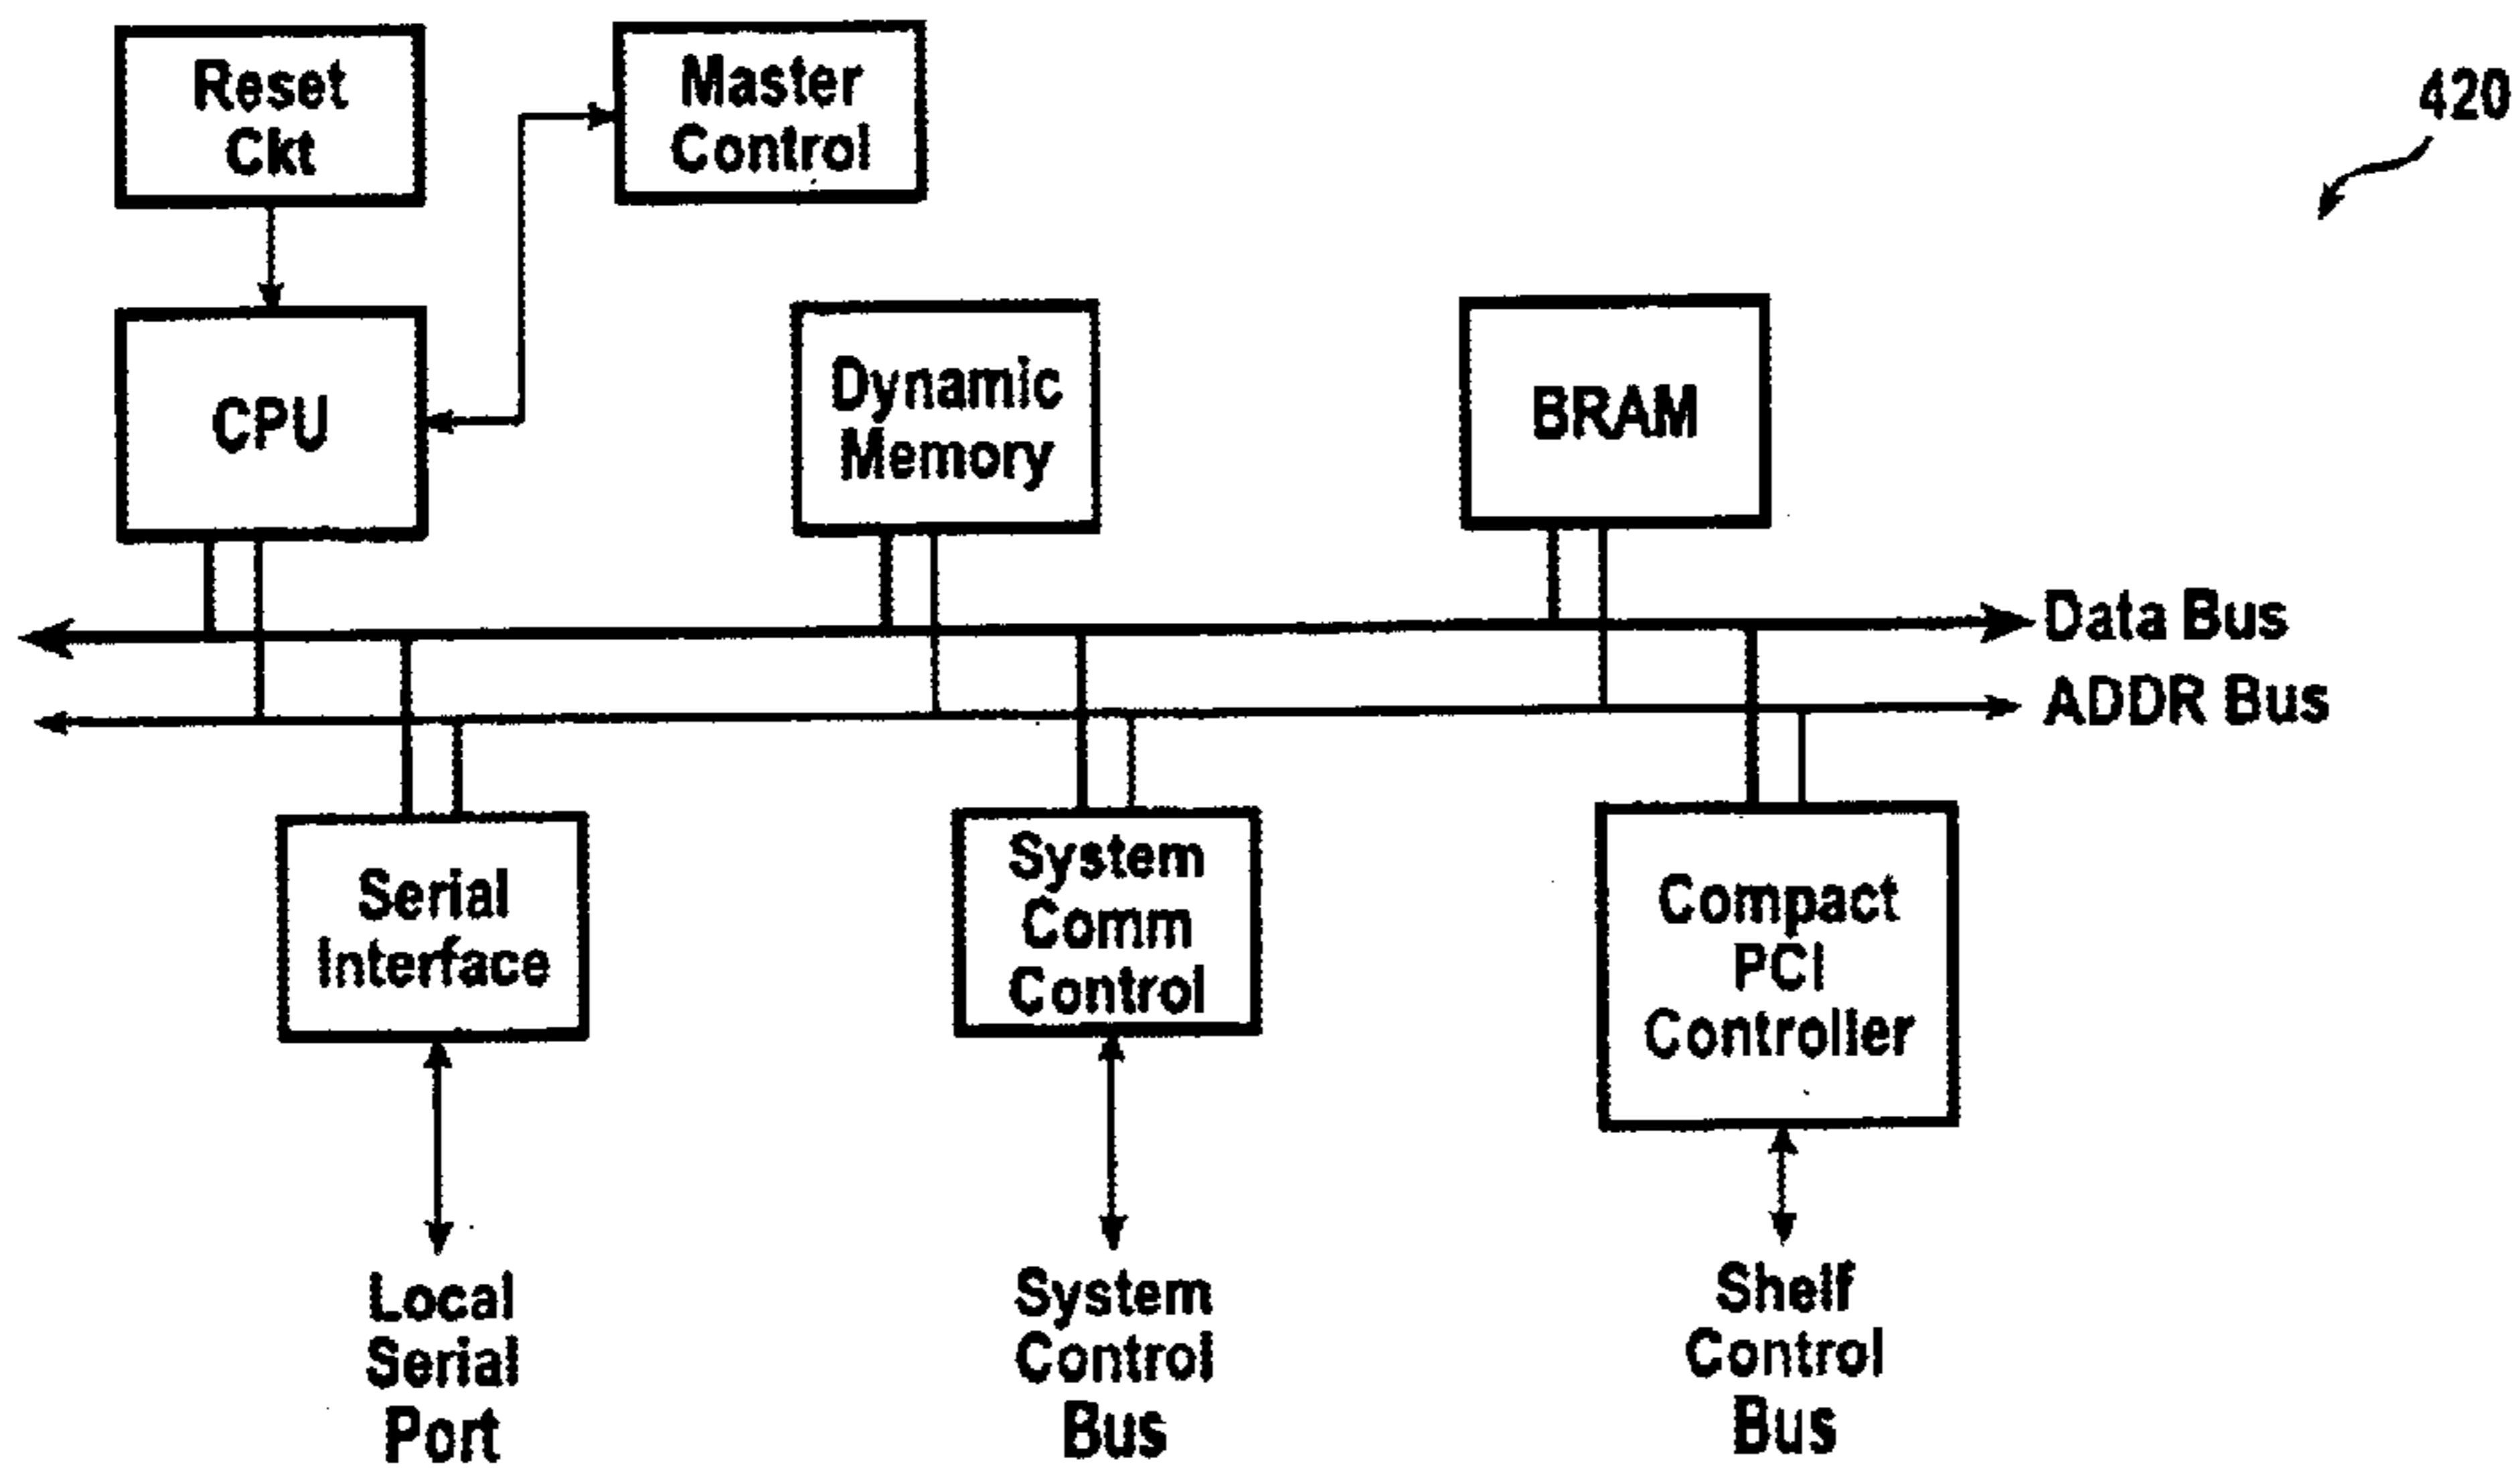 Reset
Ckt
Master
Control
420
CPU
Dynamic
Memory
BRAM
Data Bus
ADDR Bus
Serial
Interface
System
Comm
Control
Compact
PCI
Controller
Local
Serial
Port
System
Control
Bus
Shelf
Control
Bus